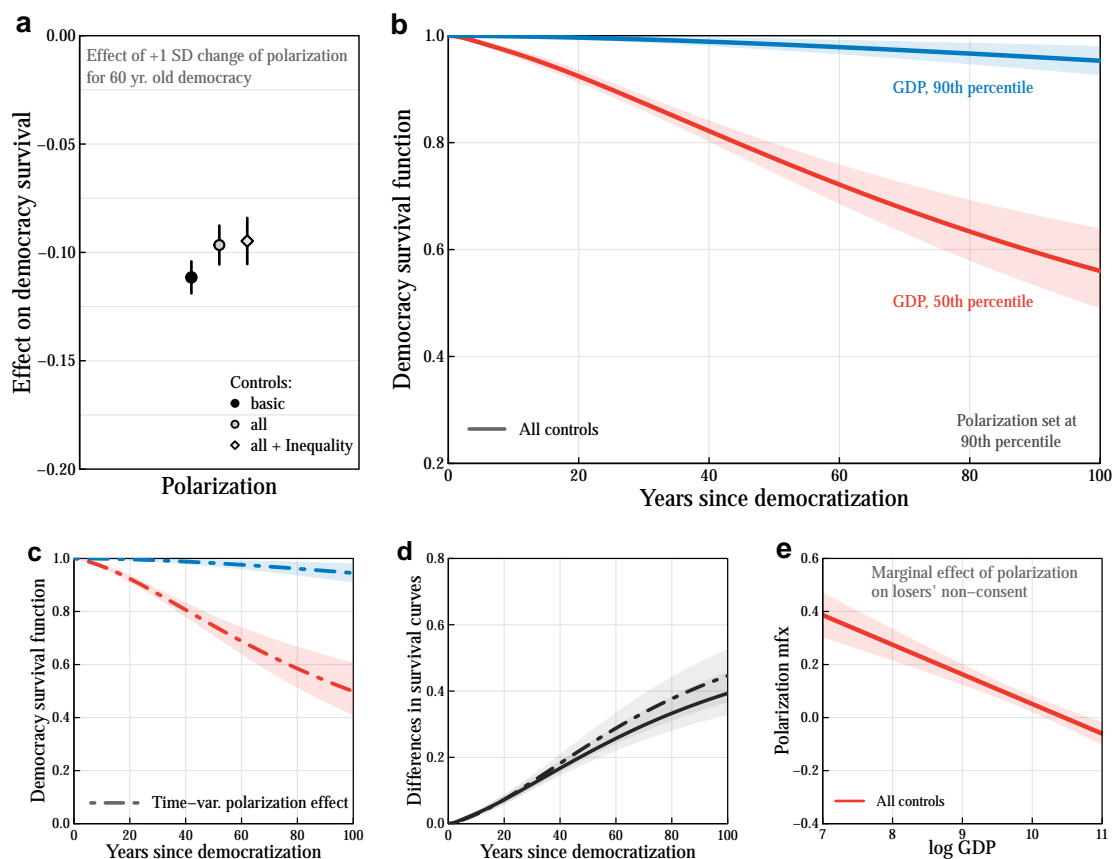 a
Effect of +1 SD change of polarization
for 60 yr. old democracy
Effect on democracy survival
0.00
−0.05
−0.10
−0.15
−0.20
Controls:
basic
all
all + Inequality
Polarization
b
Democracy survival function
1.0
0.8
0.6
0.4
0.2
GDP, 90th percentile
GDP, 50th percentile
All controls
Polarization set at
90th percentile
0 20 40 60 80 100
Years since democratization
c
Democracy survival function
1.0
0.8
0.6
0.4
0.2
0.0
Time−var. polarization effect
0 20 40 60 80 100
Years since democratization
d
Differences in survival curves
0.8
0.6
0.4
0.2
0.0
0 20 40 60 80 100
Years since democratization
e
Marginal effect of polarization
on losers' non−consent
Polarization mfx
0.6
0.4
0.2
0.0
−0.2
−0.4
All controls
7 8 9 10 11
log GDP